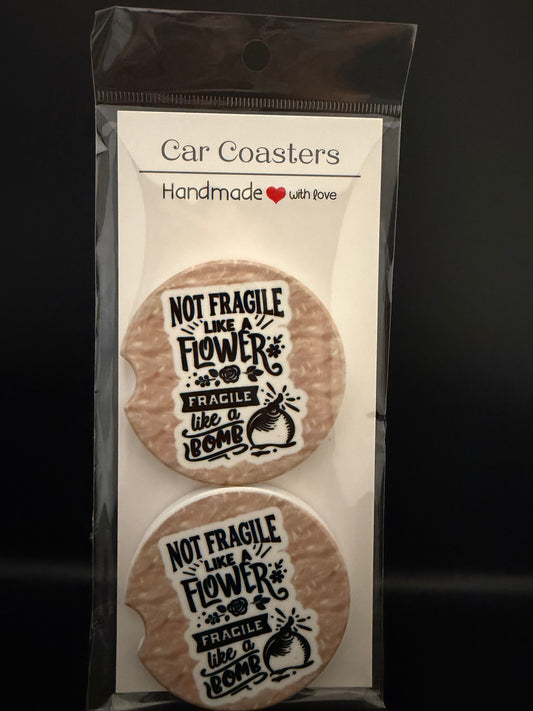 Car Coasters
Handmade with love
NOT FRAGILE
LIKE A
FLOWER
FRAGILE
like a
BOMB
NOT FRAGILE
LIKE A
FLOWER
FRAGILE
like a
BOMB